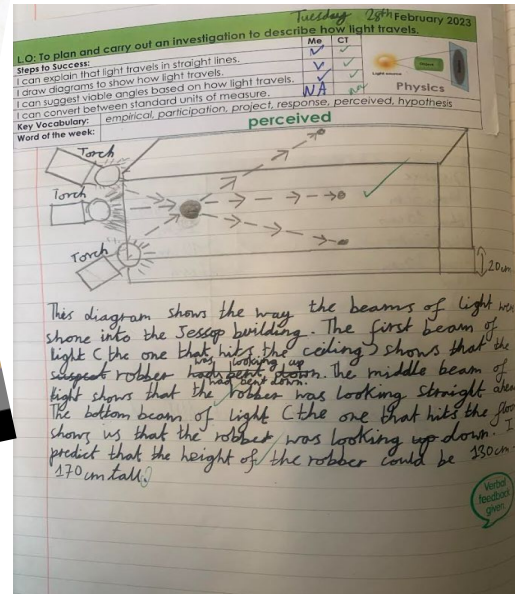 Tuesday 28th February 2023
L.O: To plan and carry out an investigation to describe how light travels.
Steps to Success:
Me
CT
I can explain that light travels in straight lines.
I draw diagrams to show how light travels.
I can suggest viable angles based on how light travels.
I can convert between standard units of measure.
NA
Light source
Physics
Key Vocabulary: empirical, participation, project, response, perceived, hypothesis
Word of the week: perceived
Torch
Torch
Torch
20cm
This diagram shows the way the beams of light
shone into the Jessop building. The first beam of
light (the one that hits the ceiling) shows that the
suspect robber was looking up
had bent down. The middle beam of
had bent down.
light shows that the robber was looking straight
The bottom beam of light (the one that hits the
shows us that the robber was looking up down. I
predict that the height of the robber could be 130cm-
170cm tall.
Verbal
feedback
given